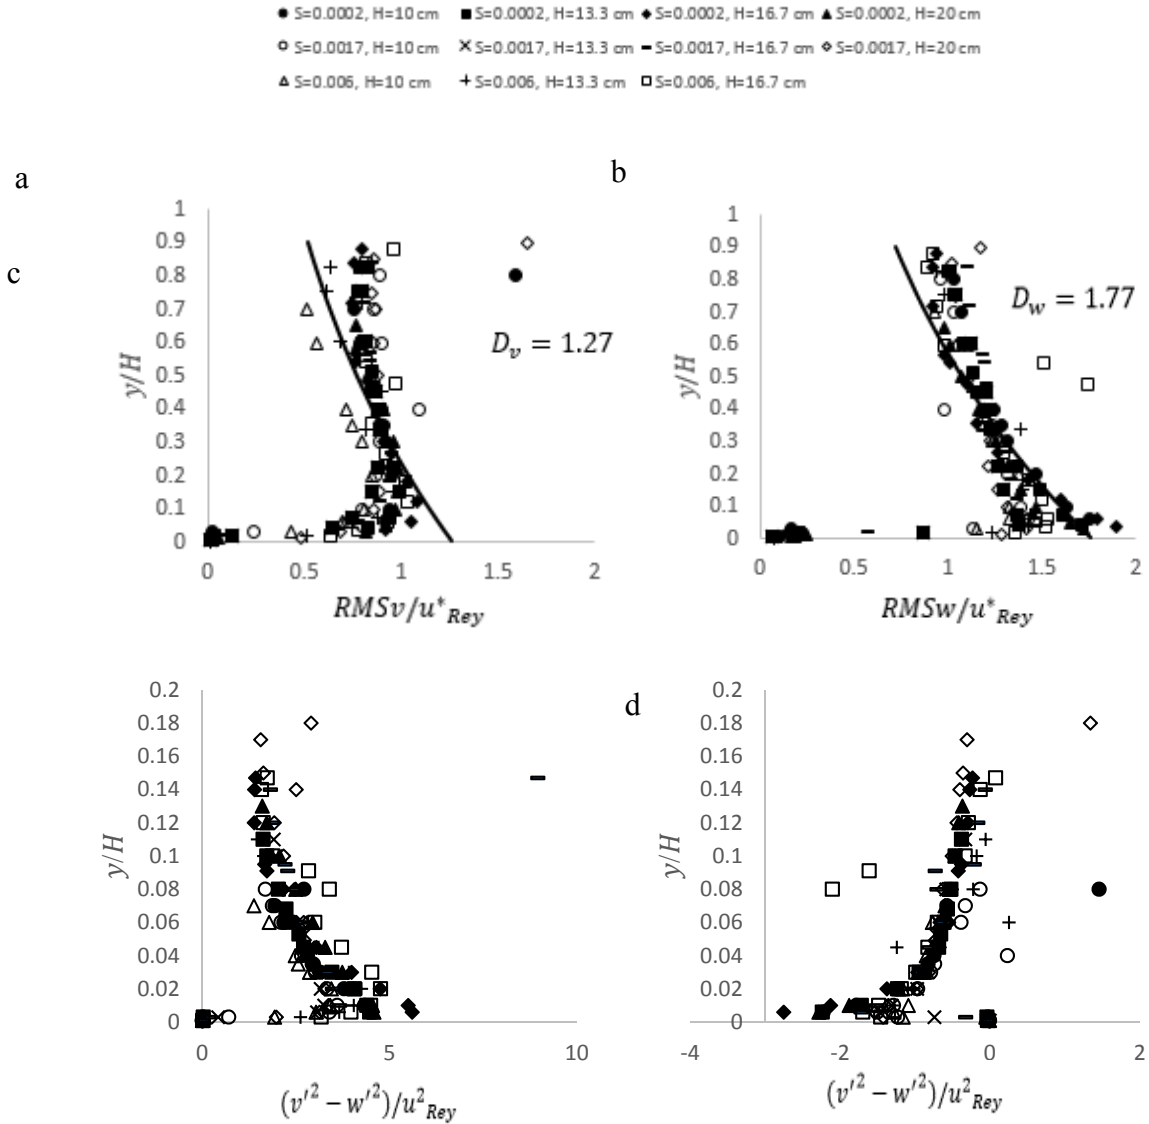 S=0.0002, H=10 cm S=0.0002, H=13.3 cm S=0.0002, H=16.7 cm S=0.0002, H=20 cm
S=0.0017, H=10 cm S=0.0017, H=13.3 cm S=0.0017, H=16.7 cm S=0.0017, H=20 cm
S=0.006, H=10 cm S=0.006, H=13.3 cm S=0.006, H=16.7 cm
a
1
0.9
0.8
0.7
0.6
0.5
0.4
0.3
0.2
0.1
0
y/H
D_v = 1.27
0 0.5 1 1.5 2
RMSv/u*_Rey
b
1
0.9
0.8
0.7
0.6
0.5
0.4
0.3
0.2
0.1
0
y/H
D_w = 1.77
0 0.5 1 1.5 2
RMSw/u*_Rey
c
0.2
0.18
0.16
0.14
0.12
0.1
0.08
0.06
0.04
0.02
0
y/H
0 5 10
(v'² − w'²)/u²_Rey
d
0.2
0.18
0.16
0.14
0.12
0.1
0.08
0.06
0.04
0.02
0
y/H
-4 -2 0 2
(v'² − w'²)/u²_Rey